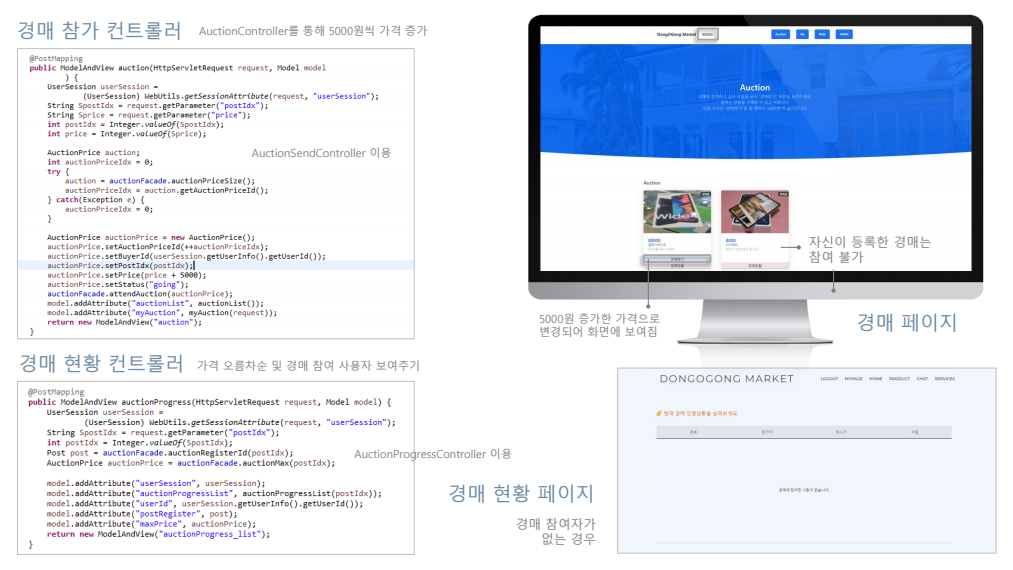 경매 참가 컨트롤러
AuctionController를 통해 5000원씩 가격 증가
@PostMapping
public ModelAndView auction(HttpServletRequest request, Model model
) {
UserSession userSession =
(UserSession) WebUtils.getSessionAttribute(request, "userSession");
String SpostIdx = request.getParameter("postIdx");
String Sprice = request.getParameter("price");
int postIdx = Integer.valueOf(SpostIdx);
int price = Integer.valueOf(Sprice);
AuctionPrice auction;
int auctionPriceIdx = 0;
try {
auction = auctionFacade.auctionPriceSize();
auctionPriceIdx = auction.getAuctionPriceId();
} catch(Exception e) {
auctionPriceIdx = 0;
}
AuctionSendController 이용
AuctionPrice auctionPrice = new AuctionPrice();
auctionPrice.setAuctionPriceId(++auctionPriceIdx);
auctionPrice.setBuyerId(userSession.getUserInfo().getUserId());
auctionPrice.setPostIdx(postIdx);
auctionPrice.setPrice(price + 5000);
auctionPrice.setStatus("going");
auctionFacade.attendAuction(auctionPrice);
model.addAttribute("auctionList", auctionList());
model.addAttribute("myAuction", myAuction(request));
return new ModelAndView("auction");
}
DongOGong Market
Auction
Auction
60000
8000
자신이 등록한 경매는
참여 불가
5000원 증가한 가격으로
변경되어 화면에 보여짐
경매 페이지
경매 현황 컨트롤러
가격 오름차순 및 경매 참여 사용자 보여주기
@PostMapping
public ModelAndView auctionProgress(HttpServletRequest request, Model model) {
UserSession userSession =
(UserSession) WebUtils.getSessionAttribute(request, "userSession");
String SpostIdx = request.getParameter("postIdx");
int postIdx = Integer.valueOf(SpostIdx);
Post post = auctionFacade.auctionRegisterId(postIdx);
AuctionPrice auctionPrice = auctionFacade.auctionMax(postIdx);
AuctionProgressController 이용
model.addAttribute("userSession", userSession);
model.addAttribute("auctionProgressList", auctionProgressList(postIdx));
model.addAttribute("userId", userSession.getUserInfo().getUserId());
model.addAttribute("postRegister", post);
model.addAttribute("maxPrice", auctionPrice);
return new ModelAndView("auctionProgress_list");
}
경매 현황 페이지
경매 참여자가
없는 경우
DONGOGONG MARKET
LOGOUT MYPAGE HOME PRODUCT CHAT SERVICES
현재 경매 진행상황을 살펴보세요.
경매에 참여한 사람이 없습니다.